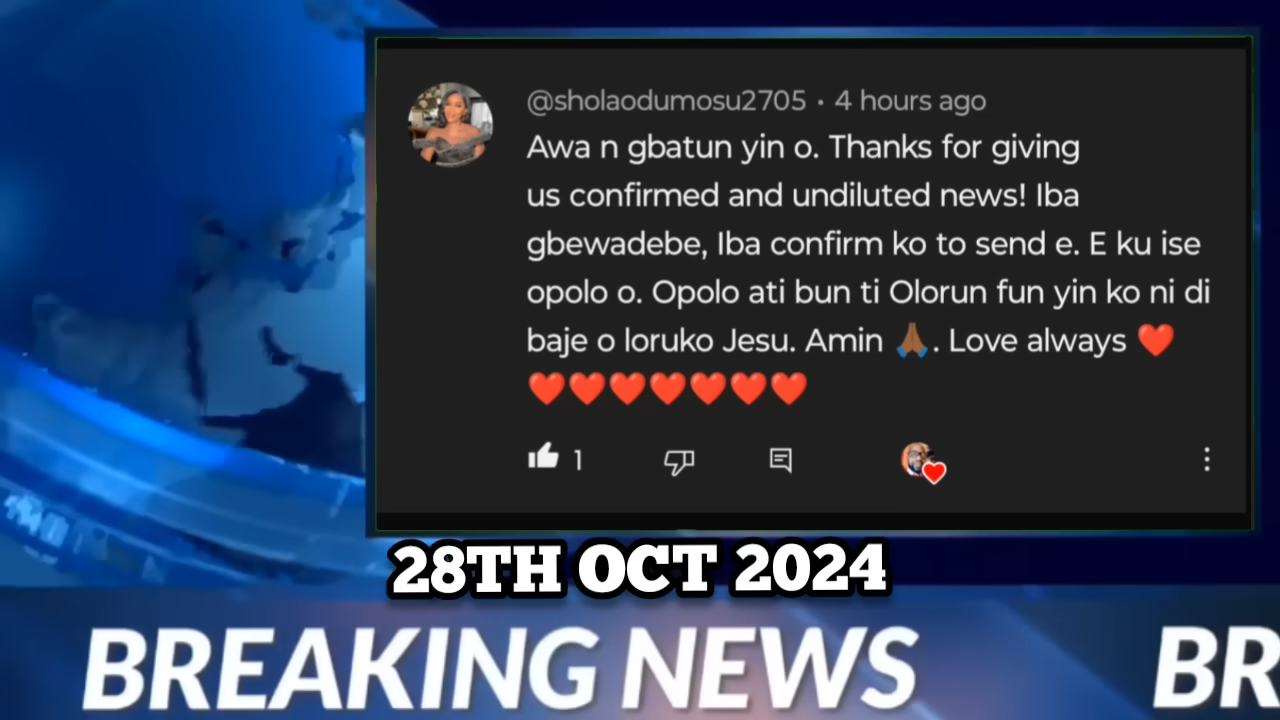 @sholaodumosu2705 • 4 hours ago
Awa n gbatun yin o. Thanks for giving
us confirmed and undiluted news! Iba
gbewadebe, Iba confirm ko to send e. E ku ise
opolo o. Opolo ati bun ti Olorun fun yin ko ni di
baje o loruko Jesu. Amin 🙏🏾. Love always ❤️
❤️❤️❤️❤️❤️❤️❤️
1
28TH OCT 2024
BREAKING NEWS BR